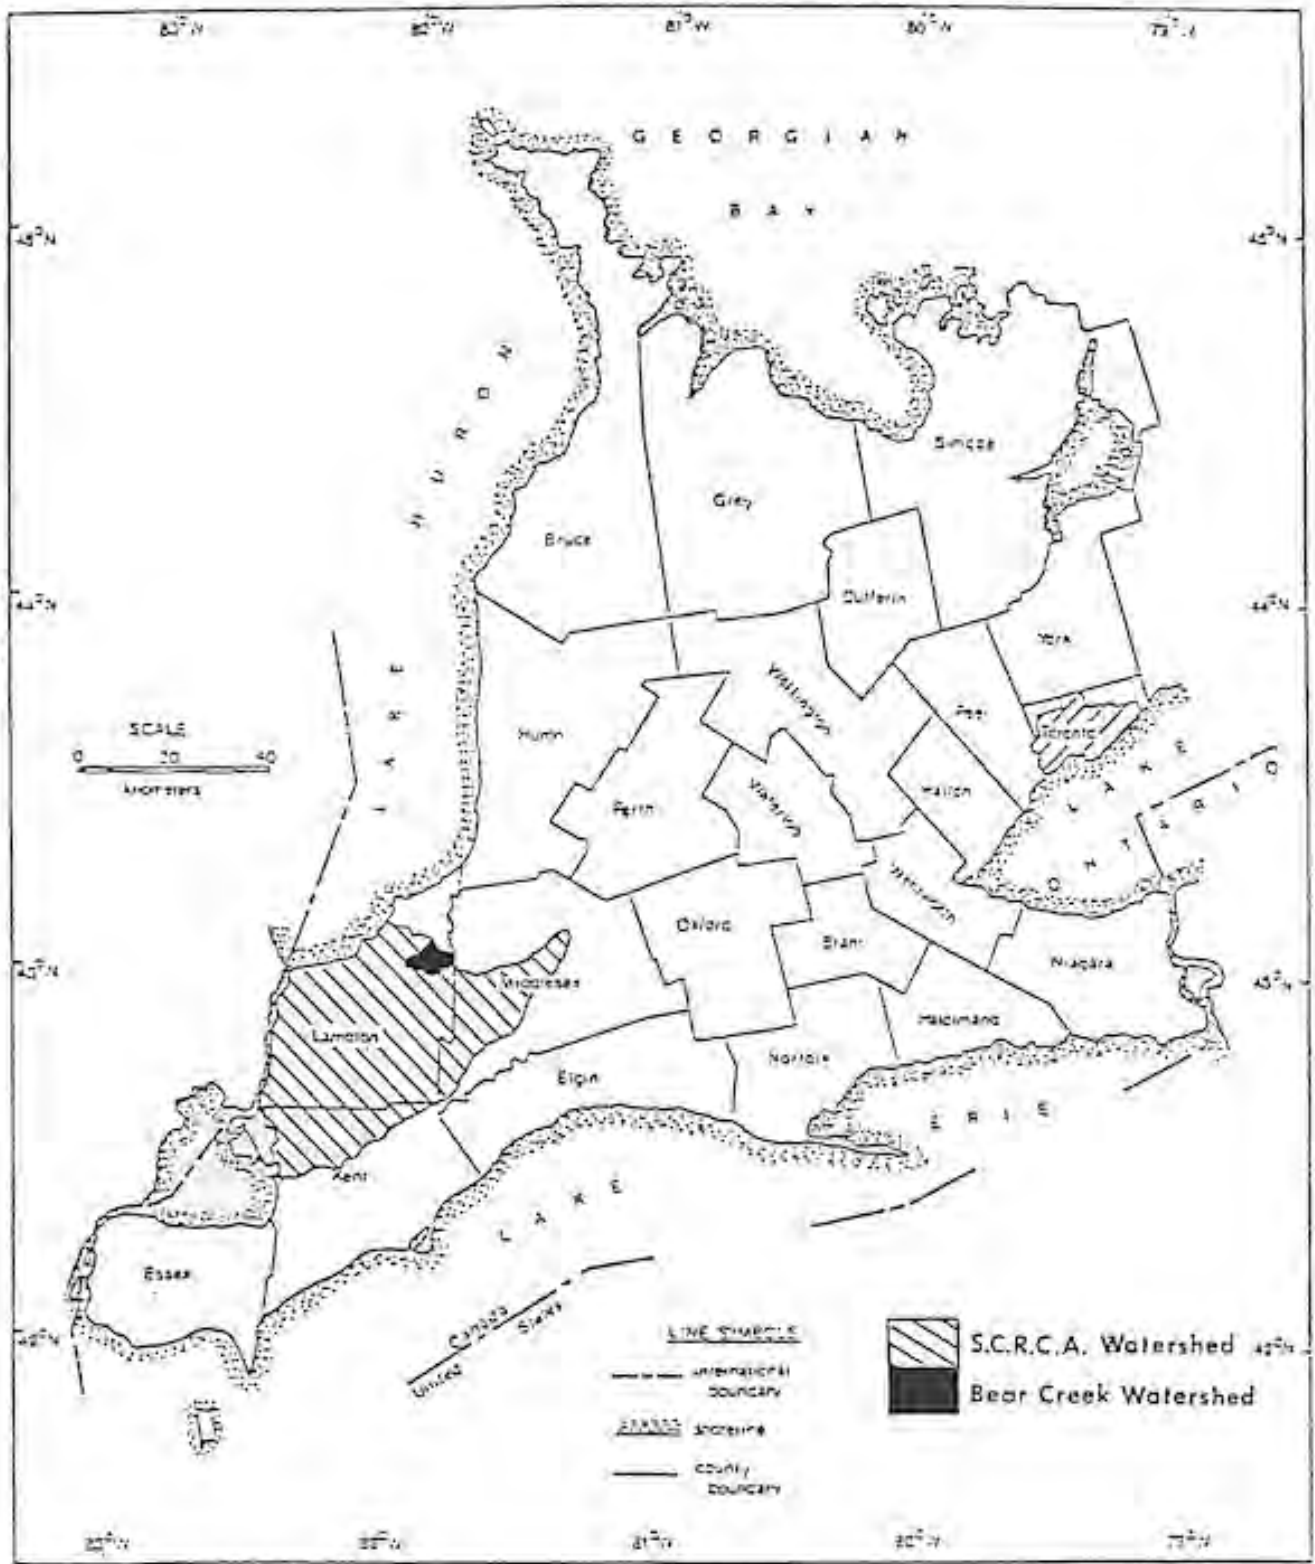 GEORGIAN
BAY
HURON
LAKE
Simcoe
Grey
Bruce
Dufferin
York
Wellington
Peel
Toronto
SCALE
0 20 40
kilometers
Huron
Halton
Perth
Waterloo
LAKE
ONTARIO
Oxford
Brant
Niagara
Middlesex
Lambton
Haldimand
Norfolk
Elgin
ERIE
Kent
LAKE
Essex
Canada
United States
LINE SYMBOLS
international
boundary
shoreline
county
boundary
S.C.R.C.A. Watershed
Bear Creek Watershed